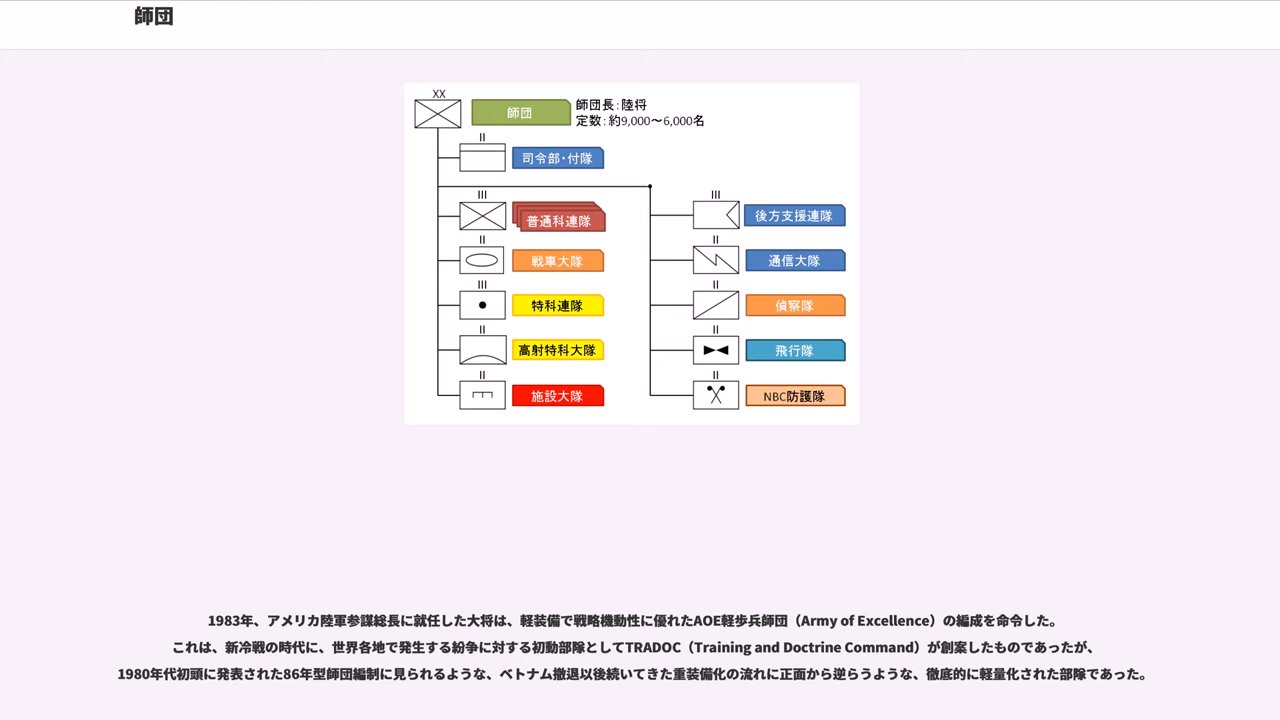 師団
XX
師団
師団長：陸将
定数：約9,000～6,000名
II
司令部・付隊
III
普通科連隊
II
戦車大隊
III
特科連隊
II
高射特科大隊
II
施設大隊
III
後方支援連隊
II
通信大隊
II
偵察隊
II
飛行隊
II
NBC防護隊
1983年、アメリカ陸軍参謀総長に就任した大将は、軽装備で戦略機動性に優れたAOE軽歩兵師団（Army of Excellence）の編成を命令した。
これは、新冷戦の時代に、世界各地で発生する紛争に対する初動部隊としてTRADOC（Training and Doctrine Command）が創案したものであったが、
1980年代初頭に発表された86年型師団編制に見られるような、ベトナム撤退以後続いてきた重装備化の流れに正面から逆らうような、徹底的に軽量化された部隊であった。